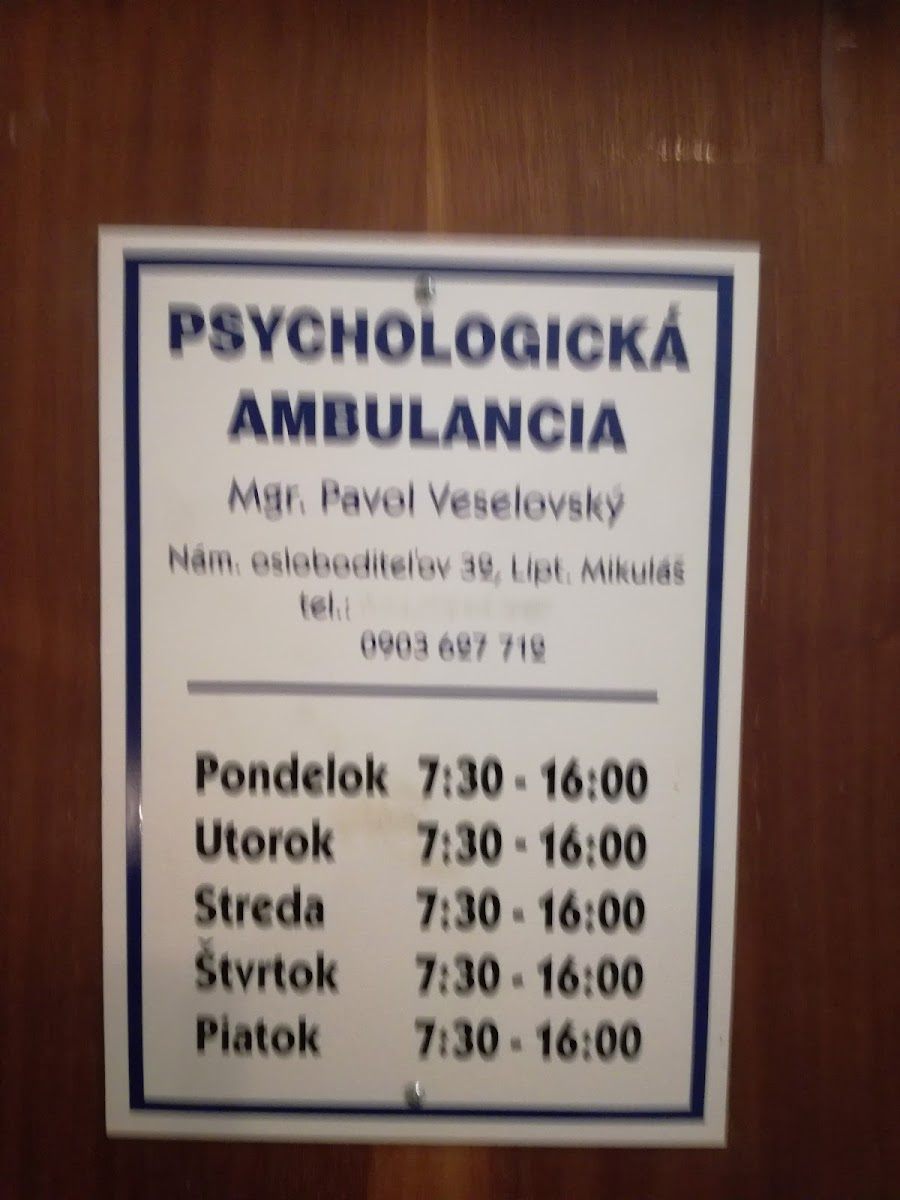 PSYCHOLOGICKÁ
AMBULANCIA
Mgr. Pavol Veselovský
Nám. osloboditeľov 39, Lipt. Mikuláš
tel.:
0903 697 719
Pondelok 7:30 - 16:00
Utorok 7:30 - 16:00
Streda 7:30 - 16:00
Štvrtok 7:30 - 16:00
Piatok 7:30 - 16:00